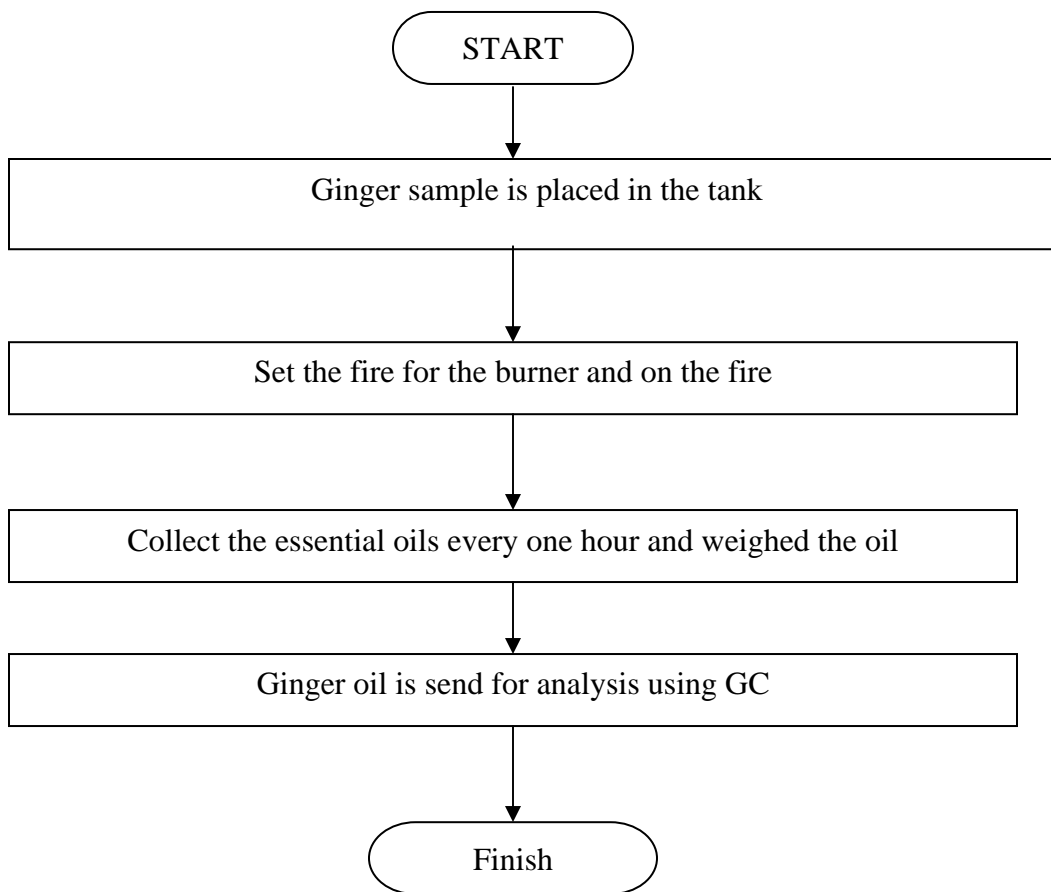 START
Ginger sample is placed in the tank
Set the fire for the burner and on the fire
Collect the essential oils every one hour and weighed the oil
Ginger oil is send for analysis using GC
Finish